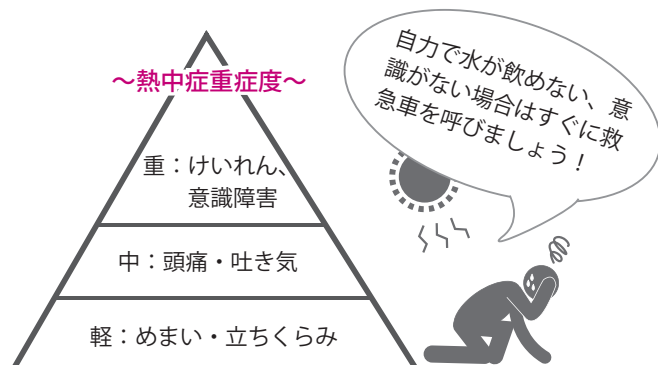 ～熱中症重症度～
重：けいれん、
意識障害
中：頭痛・吐き気
軽：めまい・立ちくらみ
自力で水が飲めない、意
識がない場合はすぐに救
急車を呼びましょう！